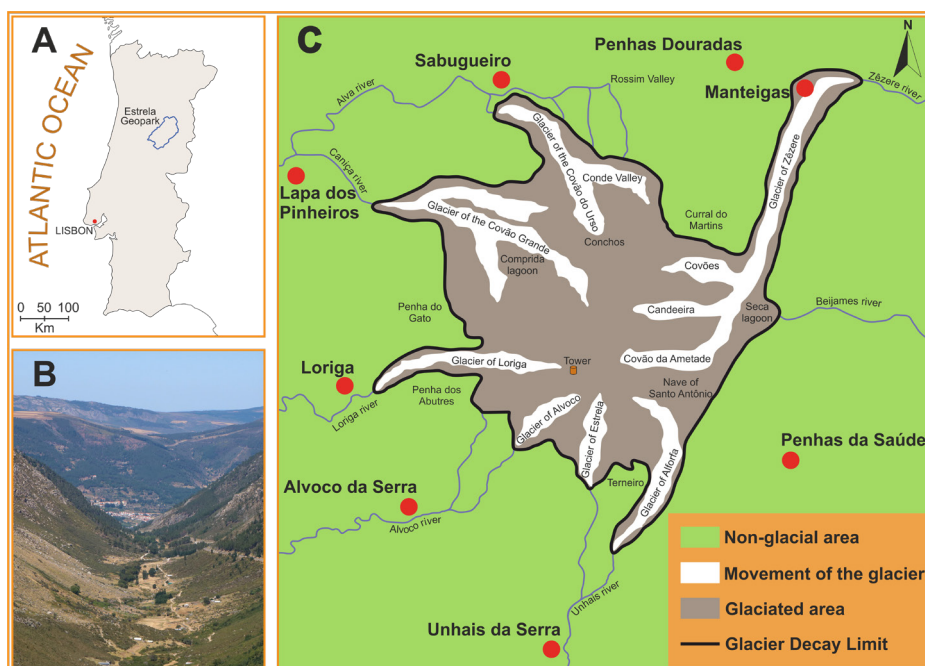 A
ATLANTIC OCEAN
Estrela
Geopark
LISBON
0 50 100
Km
B
C
N
Penhas Douradas
Sabugueiro
Rossim Valley
Manteigas
Zêzere river
Alva river
Caniça river
Lapa dos
Pinheiros
Glacier of the Covão do Urso
Conde Valley
Glacier of Zêzere
Curral do
Martins
Conchos
Glacier of the Covão Grande
Comprida
lagoon
Covões
Candeeira
Seca
lagoon
Beijames river
Penha do
Gato
Loriga
Glacier of Loriga
Tower
Covão da Ametade
Nave of
Santo Antônio
Loriga river
Penha dos
Abutres
Glacier of Alvoco
Glacier of Estrela
Glacier of Alforfa
Terneiro
Penhas da Saúde
Alvoco da Serra
Alvoco river
Unhais river
Unhais da Serra
Non-glacial area
Movement of the glacier
Glaciated area
Glacier Decay Limit